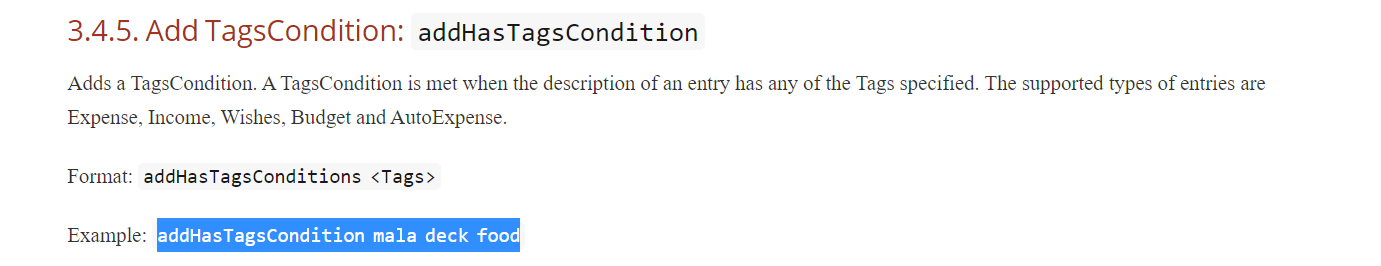 3.4.5. Add TagsCondition: addHasTagsCondition
Adds a TagsCondition. A TagsCondition is met when the description of an entry has any of the Tags specified. The supported types of entries are
Expense, Income, Wishes, Budget and AutoExpense.
Format: addHasTagsConditions <Tags>
Example: addHasTagsCondition mala deck food